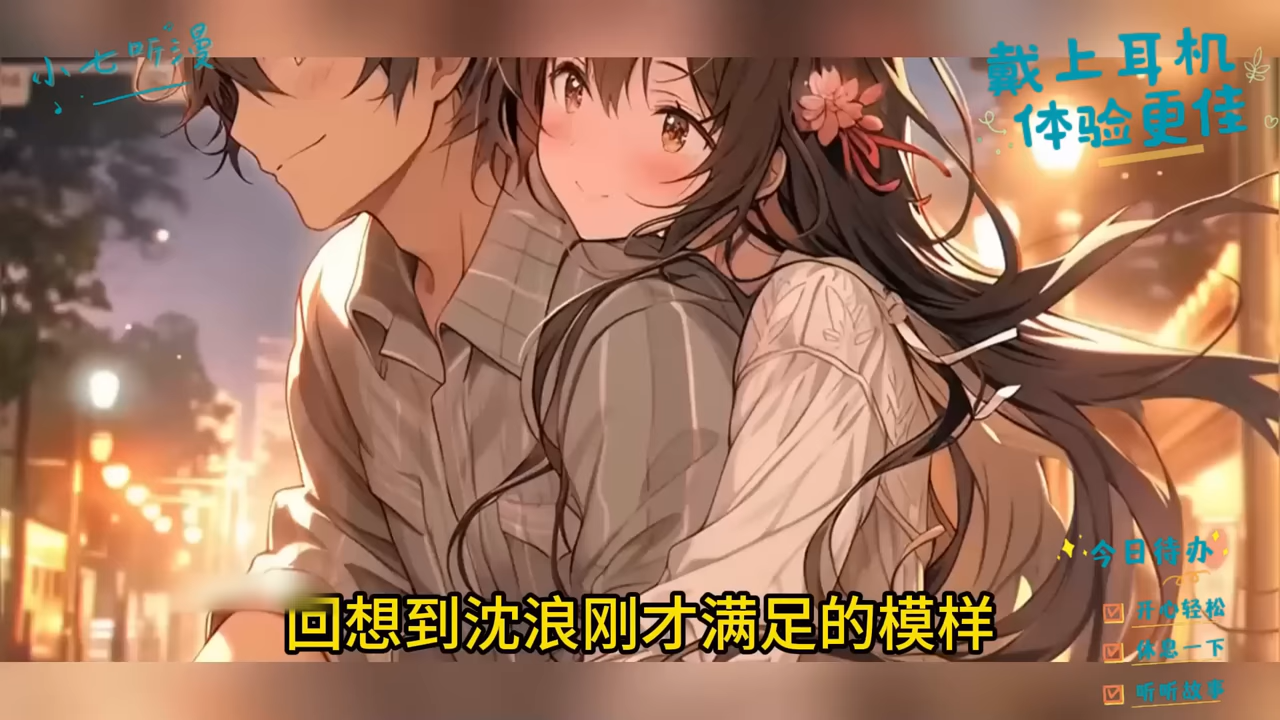 小七听漫
戴上耳机
体验更佳
回想到沈浪刚才满足的模样
今日待办
开心轻松
休息一下
听听故事